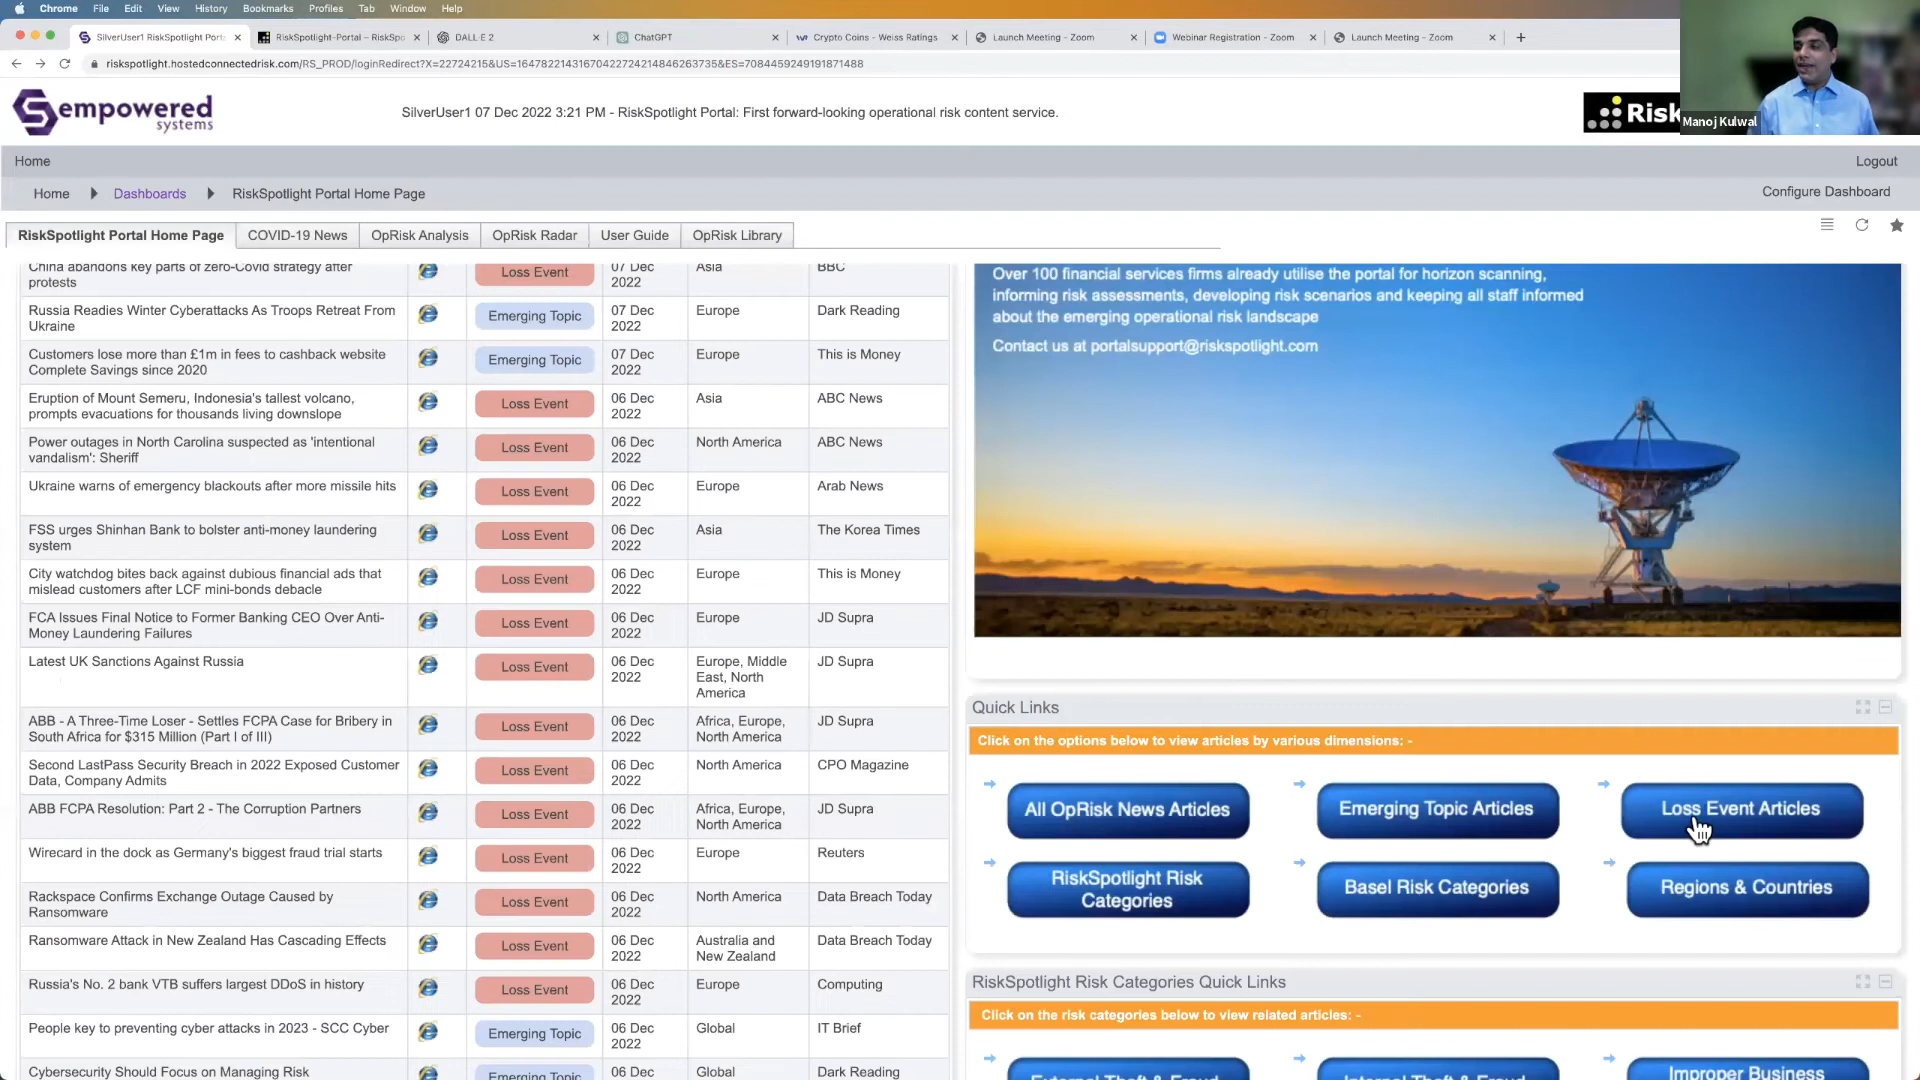 Chrome File Edit View History Bookmarks Profiles Tab Window Help
SilverUser1 RiskSpotlight Porta
RiskSpotlight-Portal – RiskSpo
DALL·E 2
ChatGPT
Crypto Coins - Weiss Ratings
Launch Meeting - Zoom
Webinar Registration - Zoom
Launch Meeting - Zoom
riskspotlight.hostedconnectedrisk.com/RS_PROD/loginRedirect?X=22724215&US=16478221431670422724214846263735&ES=7084459249191871488
empowered
systems
SilverUser1 07 Dec 2022 3:21 PM - RiskSpotlight Portal: First forward-looking operational risk content service.
Risk
Manoj Kulwal
Home
Logout
Home Dashboards RiskSpotlight Portal Home Page
Configure Dashboard
RiskSpotlight Portal Home Page
COVID-19 News
OpRisk Analysis
OpRisk Radar
User Guide
OpRisk Library
China abandons key parts of zero-Covid strategy after
protests
Loss Event
07 Dec
2022
Asia
BBC
Russia Readies Winter Cyberattacks As Troops Retreat From
Ukraine
Emerging Topic
07 Dec
2022
Europe
Dark Reading
Customers lose more than £1m in fees to cashback website
Complete Savings since 2020
Emerging Topic
07 Dec
2022
Europe
This is Money
Eruption of Mount Semeru, Indonesia's tallest volcano,
prompts evacuations for thousands living downslope
Loss Event
06 Dec
2022
Asia
ABC News
Power outages in North Carolina suspected as 'intentional
vandalism': Sheriff
Loss Event
06 Dec
2022
North America
ABC News
Ukraine warns of emergency blackouts after more missile hits
Loss Event
06 Dec
2022
Europe
Arab News
FSS urges Shinhan Bank to bolster anti-money laundering
system
Loss Event
06 Dec
2022
Asia
The Korea Times
City watchdog bites back against dubious financial ads that
mislead customers after LCF mini-bonds debacle
Loss Event
06 Dec
2022
Europe
This is Money
FCA Issues Final Notice to Former Banking CEO Over Anti-
Money Laundering Failures
Loss Event
06 Dec
2022
Europe
JD Supra
Latest UK Sanctions Against Russia
Loss Event
06 Dec
2022
Europe, Middle
East, North
America
JD Supra
ABB - A Three-Time Loser - Settles FCPA Case for Bribery in
South Africa for $315 Million (Part I of III)
Loss Event
06 Dec
2022
Africa, Europe,
North America
JD Supra
Second LastPass Security Breach in 2022 Exposed Customer
Data, Company Admits
Loss Event
06 Dec
2022
North America
CPO Magazine
ABB FCPA Resolution: Part 2 - The Corruption Partners
Loss Event
06 Dec
2022
Africa, Europe,
North America
JD Supra
Wirecard in the dock as Germany's biggest fraud trial starts
Loss Event
06 Dec
2022
Europe
Reuters
Rackspace Confirms Exchange Outage Caused by
Ransomware
Loss Event
06 Dec
2022
North America
Data Breach Today
Ransomware Attack in New Zealand Has Cascading Effects
Loss Event
06 Dec
2022
Australia and
New Zealand
Data Breach Today
Russia's No. 2 bank VTB suffers largest DDoS in history
Loss Event
06 Dec
2022
Europe
Computing
People key to preventing cyber attacks in 2023 - SCC Cyber
Emerging Topic
06 Dec
2022
Global
IT Brief
Cybersecurity Should Focus on Managing Risk
Emerging Topic
06 Dec
Global
Dark Reading
Over 100 financial services firms already utilise the portal for horizon scanning,
informing risk assessments, developing risk scenarios and keeping all staff informed
about the emerging operational risk landscape
Contact us at portalsupport@riskspotlight.com
Quick Links
Click on the options below to view articles by various dimensions: -
All OpRisk News Articles
Emerging Topic Articles
Loss Event Articles
RiskSpotlight Risk
Categories
Basel Risk Categories
Regions & Countries
RiskSpotlight Risk Categories Quick Links
Click on the risk categories below to view related articles: -
External Theft & Fraud
Internal Theft & Fraud
Improper Business